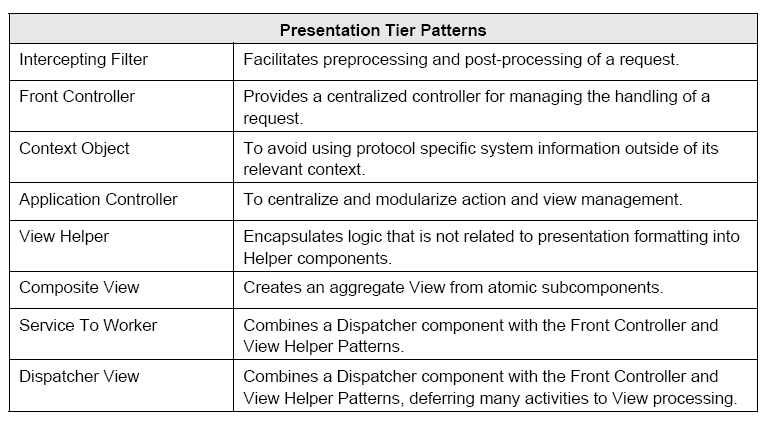 Presentation Tier Patterns
Intercepting Filter
Facilitates preprocessing and post-processing of a request.
Front Controller
Provides a centralized controller for managing the handling of a
request.
Context Object
To avoid using protocol specific system information outside of its
relevant context.
Application Controller
To centralize and modularize action and view management.
View Helper
Encapsulates logic that is not related to presentation formatting into
Helper components.
Composite View
Creates an aggregate View from atomic subcomponents.
Service To Worker
Combines a Dispatcher component with the Front Controller and
View Helper Patterns.
Dispatcher View
Combines a Dispatcher component with the Front Controller and
View Helper Patterns, deferring many activities to View processing.